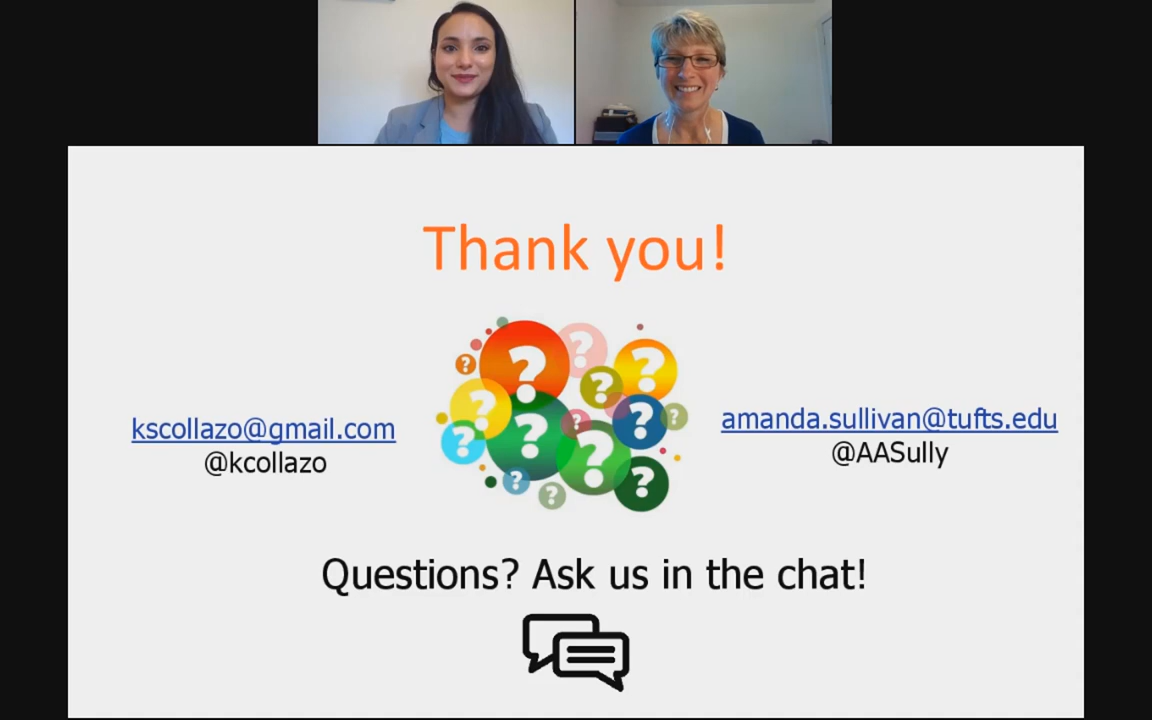 Thank you!
? ? ? ? ? ? ? ? ? ? ? ? ? ?
kscollazo@gmail.com
@kcollazo
amanda.sullivan@tufts.edu
@AASully
Questions? Ask us in the chat!